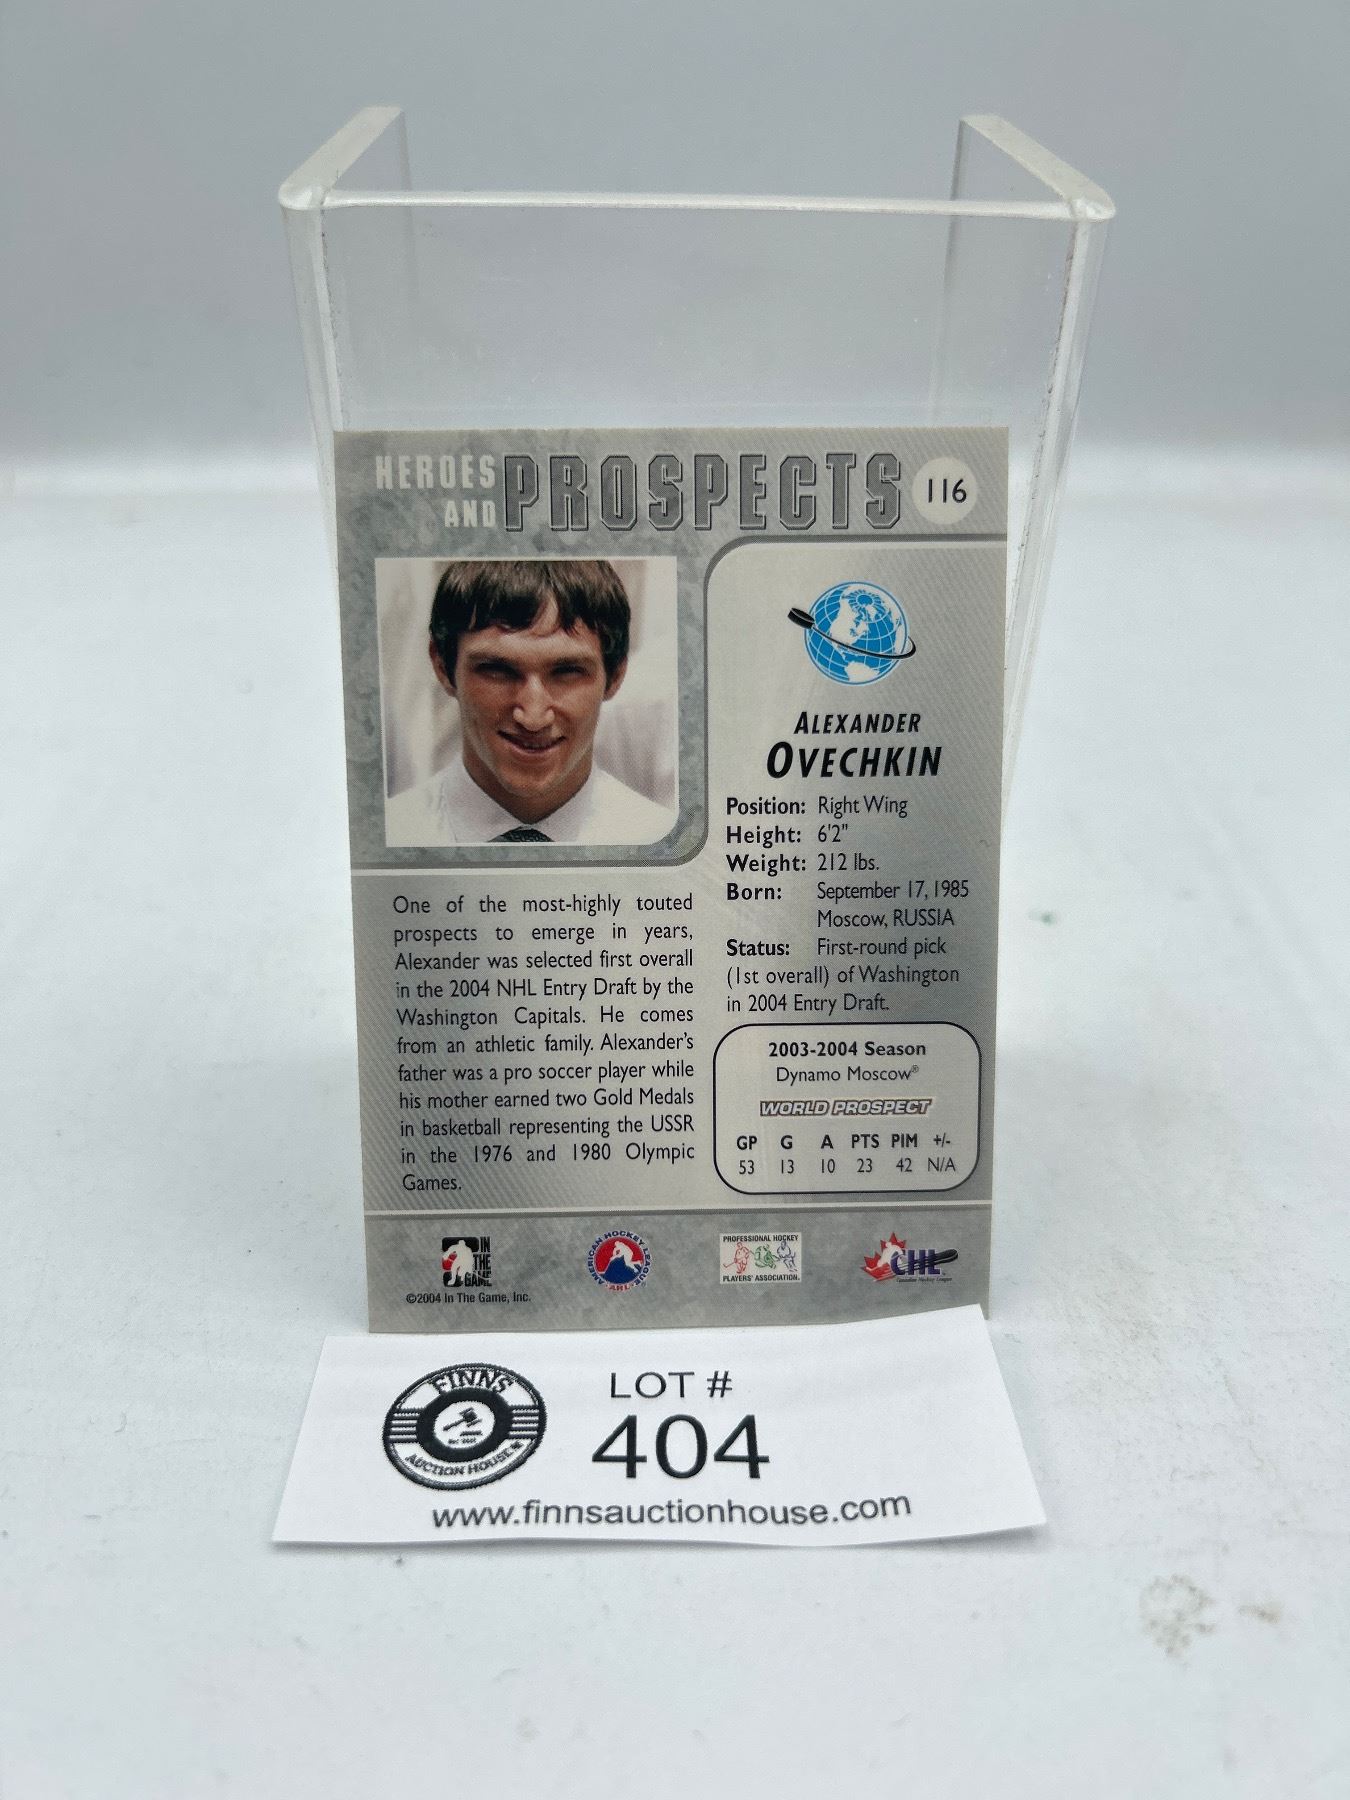 HEROES
AND PROSPECTS 116
ALEXANDER
OVECHKIN
Position: Right Wing
Height: 6'2"
Weight: 212 lbs.
Born: September 17, 1985
Moscow, RUSSIA
Status: First-round pick
(1st overall) of Washington
in 2004 Entry Draft.
One of the most-highly touted
prospects to emerge in years,
Alexander was selected first overall
in the 2004 NHL Entry Draft by the
Washington Capitals. He comes
from an athletic family. Alexander's
father was a pro soccer player while
his mother earned two Gold Medals
in basketball representing the USSR
in the 1976 and 1980 Olympic
Games.
2003-2004 Season
Dynamo Moscow®
WORLD PROSPECT
GP G A PTS PIM +/-
53 13 10 23 42 N/A
IN
THE
GAME
©2004 In The Game, Inc.
AMERICAN HOCKEY LEAGUE
AHL
PROFESSIONAL HOCKEY
PLAYERS' ASSOCIATION.
CHL
Canadian Hockey League
FINNS
AUCTION HOUSE
LOT #
404
www.finnsauctionhouse.com